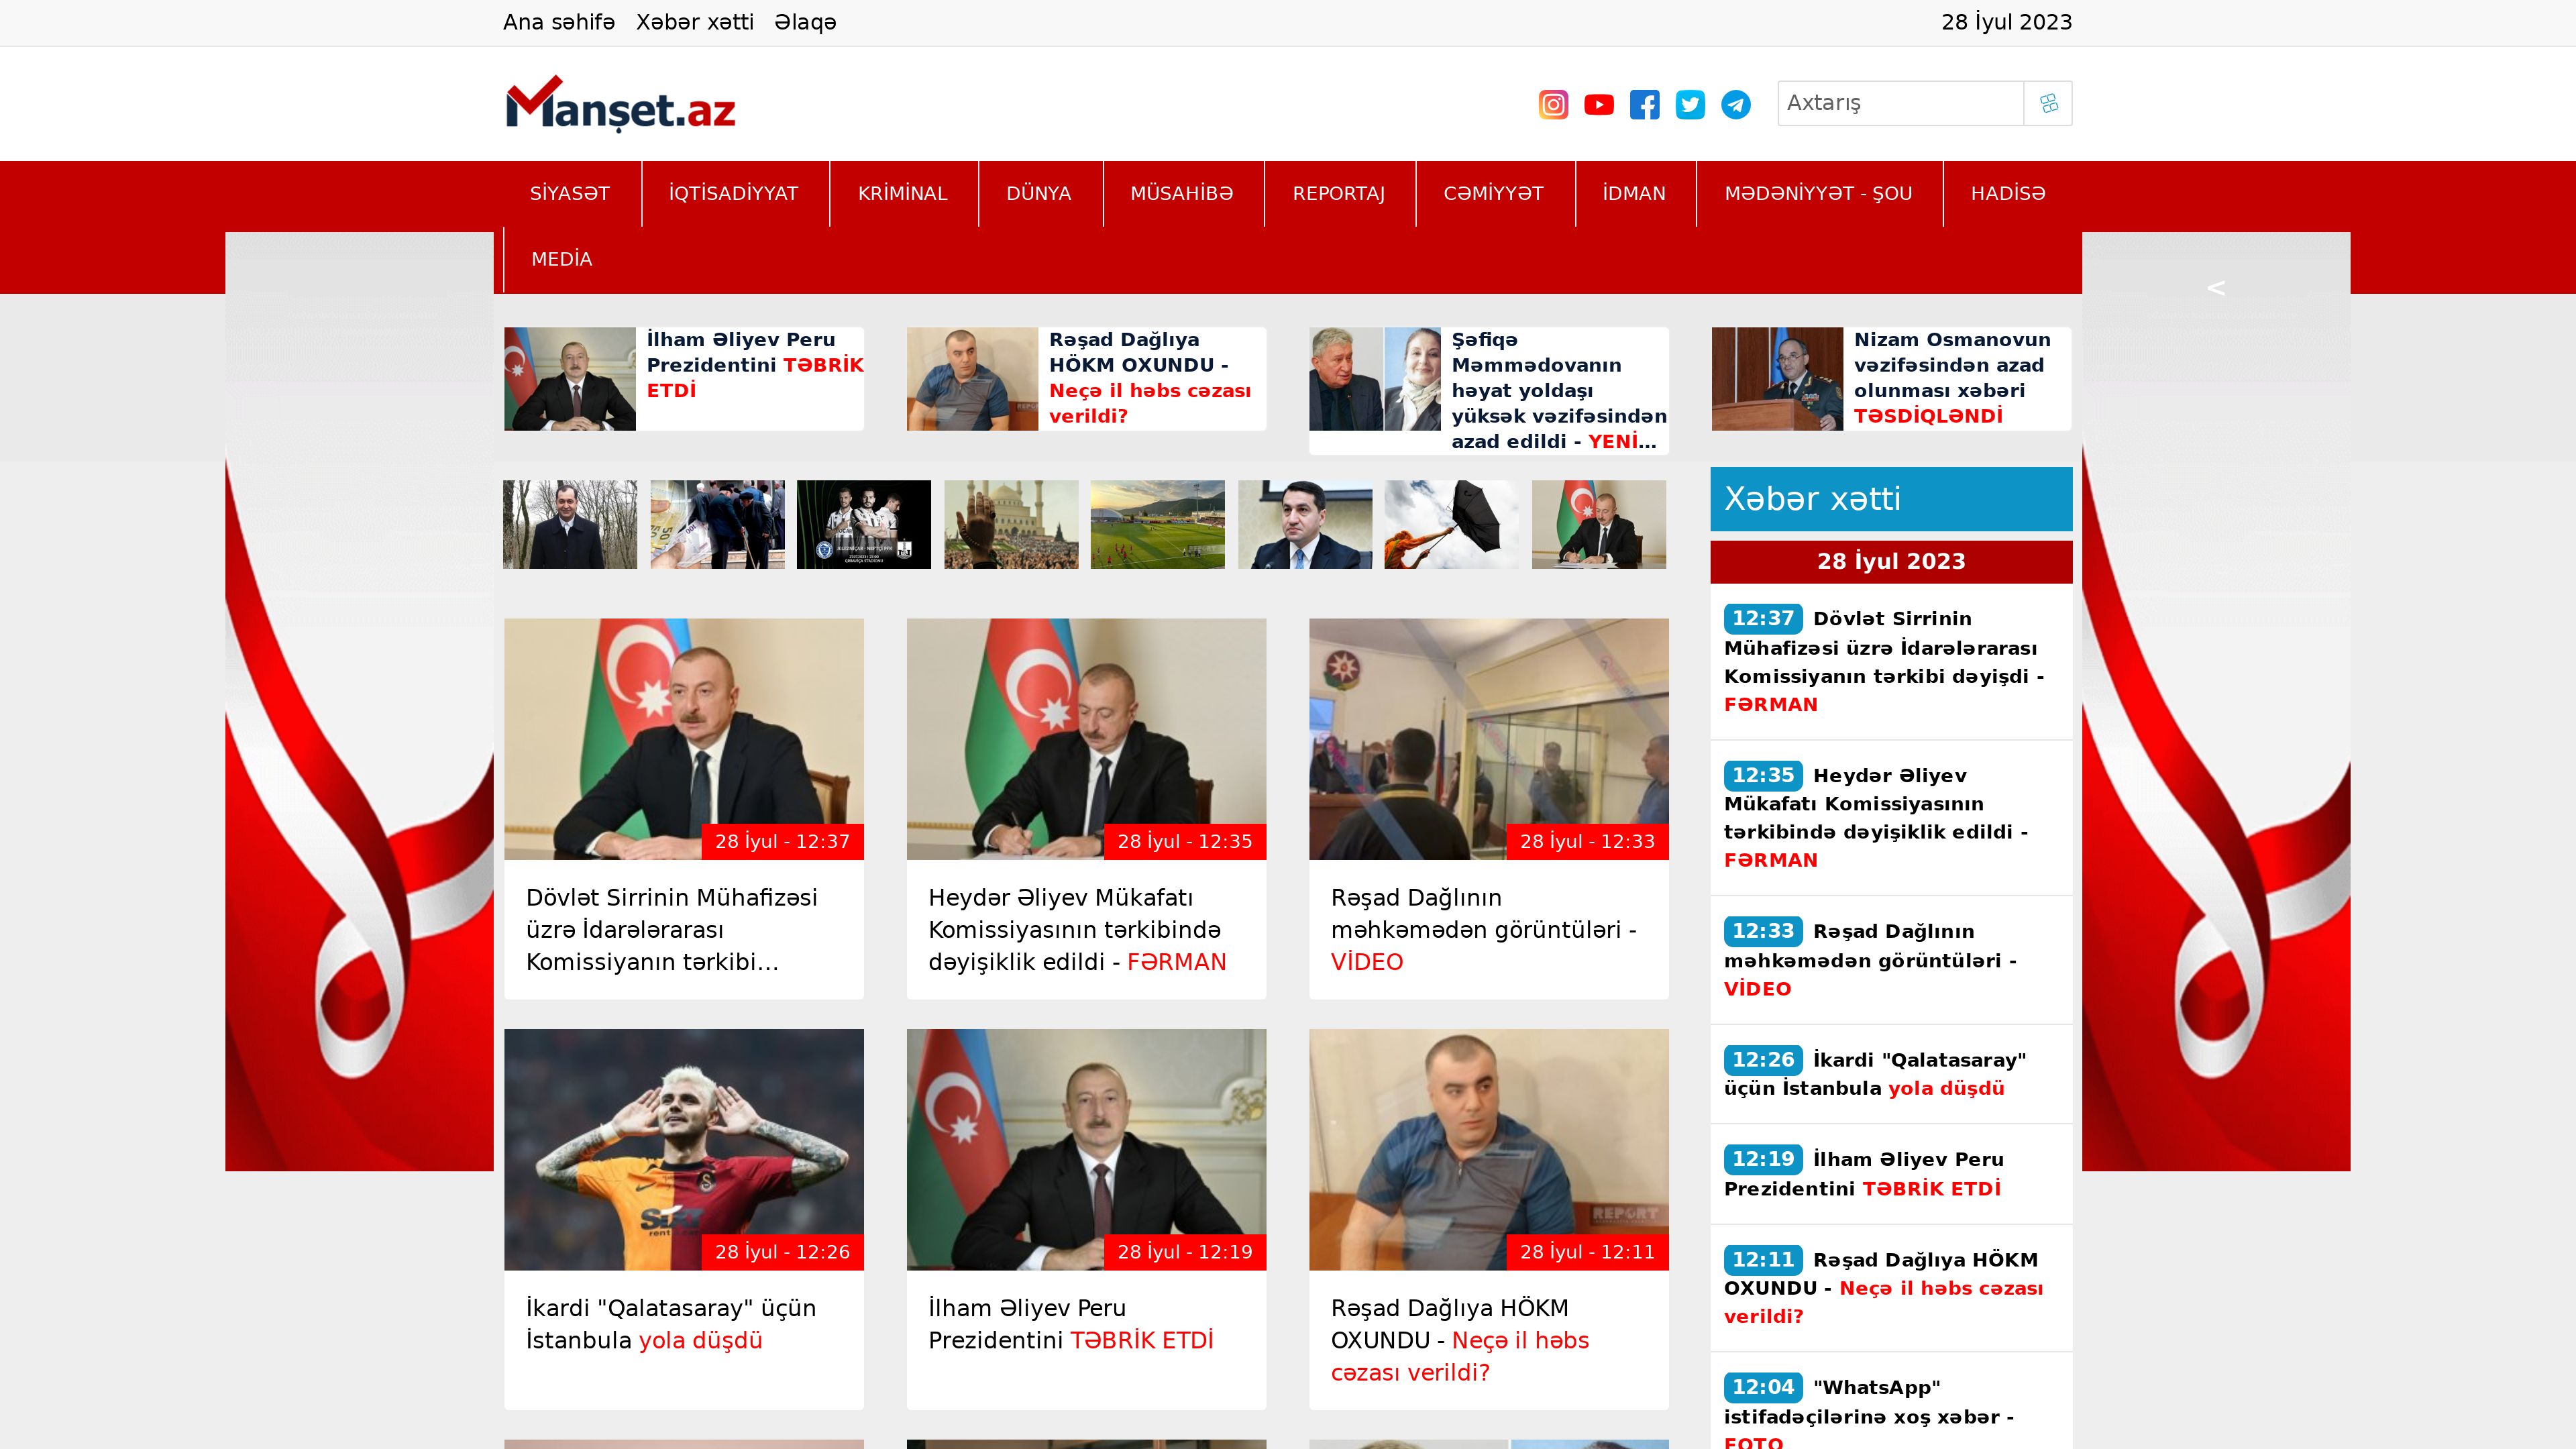 Ana səhifə Xəbər xətti Əlaqə 28 İyul 2023
Manşet.az
Axtarış
SİYASƏT İQTİSADİYYAT KRİMİNAL DÜNYA MÜSAHİBƏ REPORTAJ CƏMİYYƏT İDMAN MƏDƏNİYYƏT - ŞOU HADİSƏ
MEDİA
<
İlham Əliyev Peru
Prezidentini TƏBRİK
ETDİ
Rəşad Dağlıya
HÖKM OXUNDU -
Neçə il həbs cəzası
verildi?
Şəfiqə
Məmmədovanın
həyat yoldaşı
yüksək vəzifəsindən
azad edildi - YENİ...
Nizam Osmanovun
vəzifəsindən azad
olunması xəbəri
TƏSDİQLƏNDİ
28 İyul - 12:37
Dövlət Sirrinin Mühafizəsi
üzrə İdarələrarası
Komissiyanın tərkibi...
28 İyul - 12:35
Heydər Əliyev Mükafatı
Komissiyasının tərkibində
dəyişiklik edildi - FƏRMAN
28 İyul - 12:33
Rəşad Dağlının
məhkəmədən görüntüləri -
VİDEO
SIXT
rent
28 İyul - 12:26
İkardi "Qalatasaray" üçün
İstanbula yola düşdü
28 İyul - 12:19
İlham Əliyev Peru
Prezidentini TƏBRİK ETDİ
REPORT
28 İyul - 12:11
Rəşad Dağlıya HÖKM
OXUNDU - Neçə il həbs
cəzası verildi?
Xəbər xətti
28 İyul 2023
12:37 Dövlət Sirrinin
Mühafizəsi üzrə İdarələrarası
Komissiyanın tərkibi dəyişdi -
FƏRMAN
12:35 Heydər Əliyev
Mükafatı Komissiyasının
tərkibində dəyişiklik edildi -
FƏRMAN
12:33 Rəşad Dağlının
məhkəmədən görüntüləri -
VİDEO
12:26 İkardi "Qalatasaray"
üçün İstanbula yola düşdü
12:19 İlham Əliyev Peru
Prezidentini TƏBRİK ETDİ
12:11 Rəşad Dağlıya HÖKM
OXUNDU - Neçə il həbs cəzası
verildi?
12:04 "WhatsApp"
istifadəçilərinə xoş xəbər -
FOTO